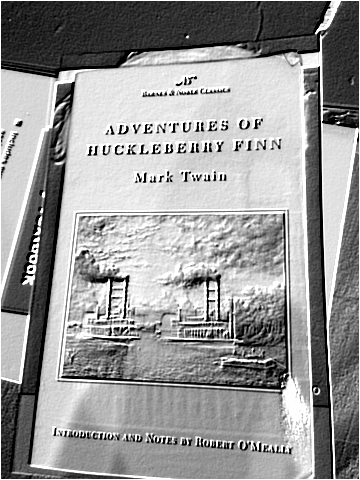 Barnes & Noble Classics
ADVENTURES OF
HUCKLEBERRY FINN
Mark Twain
Introduction and Notes by Robert O'Meally